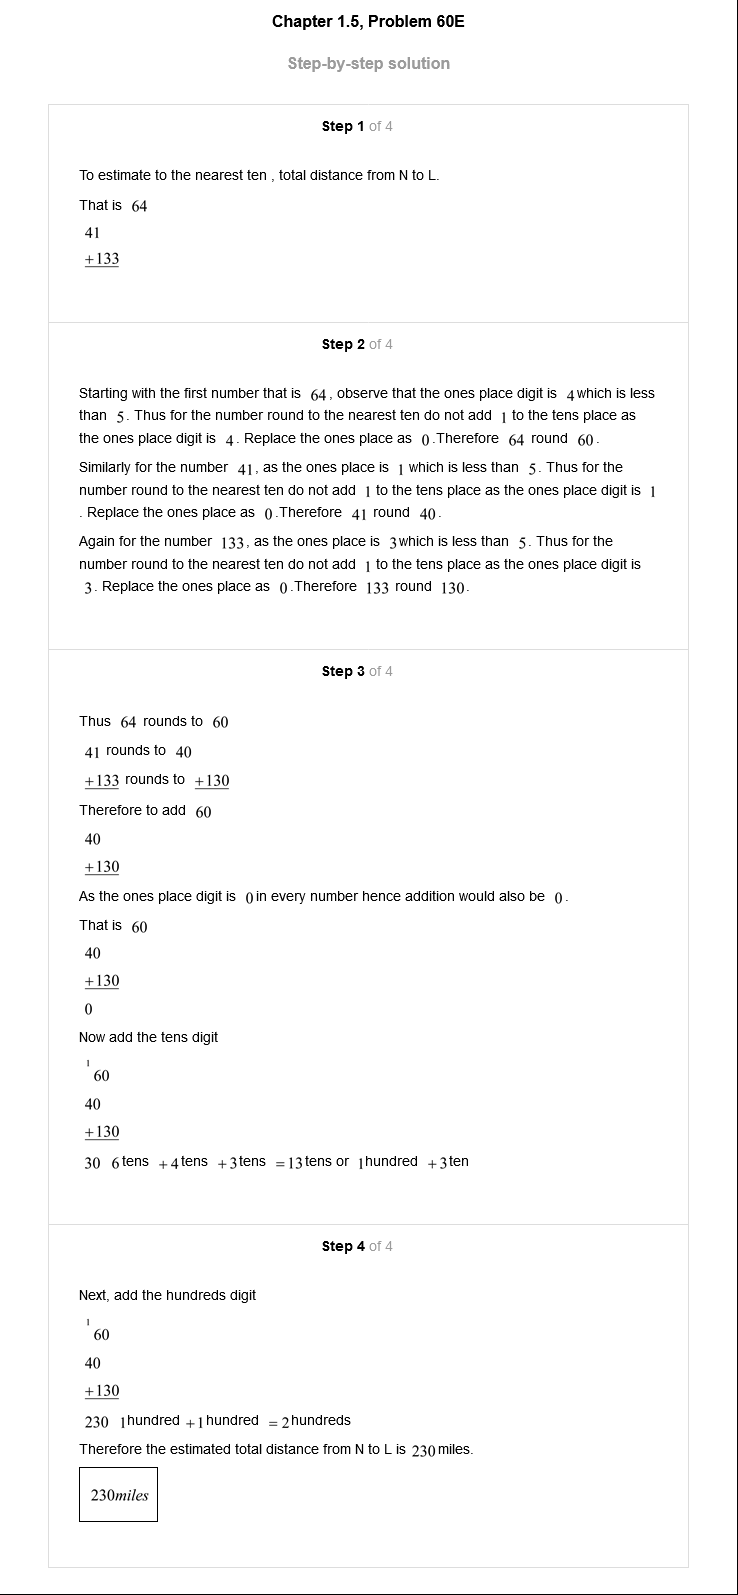 Chapter 1.5, Problem 60E
Step-by-step solution
Step 1 of 4
To estimate to the nearest ten , total distance from N to L.
That is 64
41
+133
Step 2 of 4
Starting with the first number that is 64, observe that the ones place digit is 4 which is less
than 5. Thus for the number round to the nearest ten do not add 1 to the tens place as
the ones place digit is 4. Replace the ones place as 0.Therefore 64 round 60.
Similarly for the number 41, as the ones place is 1 which is less than 5. Thus for the
number round to the nearest ten do not add 1 to the tens place as the ones place digit is 1
. Replace the ones place as 0.Therefore 41 round 40.
Again for the number 133, as the ones place is 3 which is less than 5. Thus for the
number round to the nearest ten do not add 1 to the tens place as the ones place digit is
3. Replace the ones place as 0.Therefore 133 round 130.
Step 3 of 4
Thus 64 rounds to 60
41 rounds to 40
+133 rounds to +130
Therefore to add 60
40
+130
As the ones place digit is 0 in every number hence addition would also be 0.
That is 60
40
+130
0
Now add the tens digit
1
60
40
+130
30 6 tens +4 tens +3 tens =13 tens or 1 hundred +3 ten
Step 4 of 4
Next, add the hundreds digit
1
60
40
+130
230 1 hundred +1 hundred =2 hundreds
Therefore the estimated total distance from N to L is 230 miles.
230miles